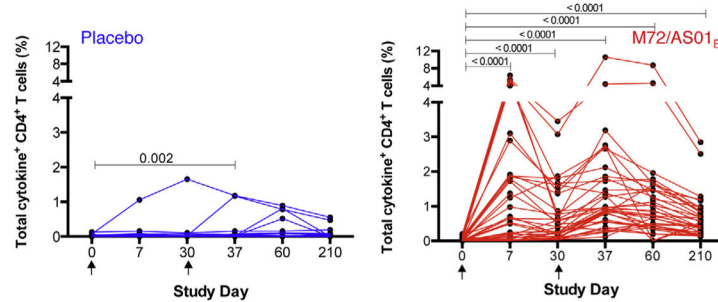 Placebo
Total cytokine⁺ CD4⁺ T cells (%)
12
8
4
4
3
2
1
0
0.002
0 7 30 37 60 210
Study Day
M72/AS01E
Total cytokine⁺ CD4⁺ T cells (%)
< 0.0001
< 0.0001
< 0.0001
< 0.0001
< 0.0001
12
8
4
4
3
2
1
0
0 7 30 37 60 210
Study Day